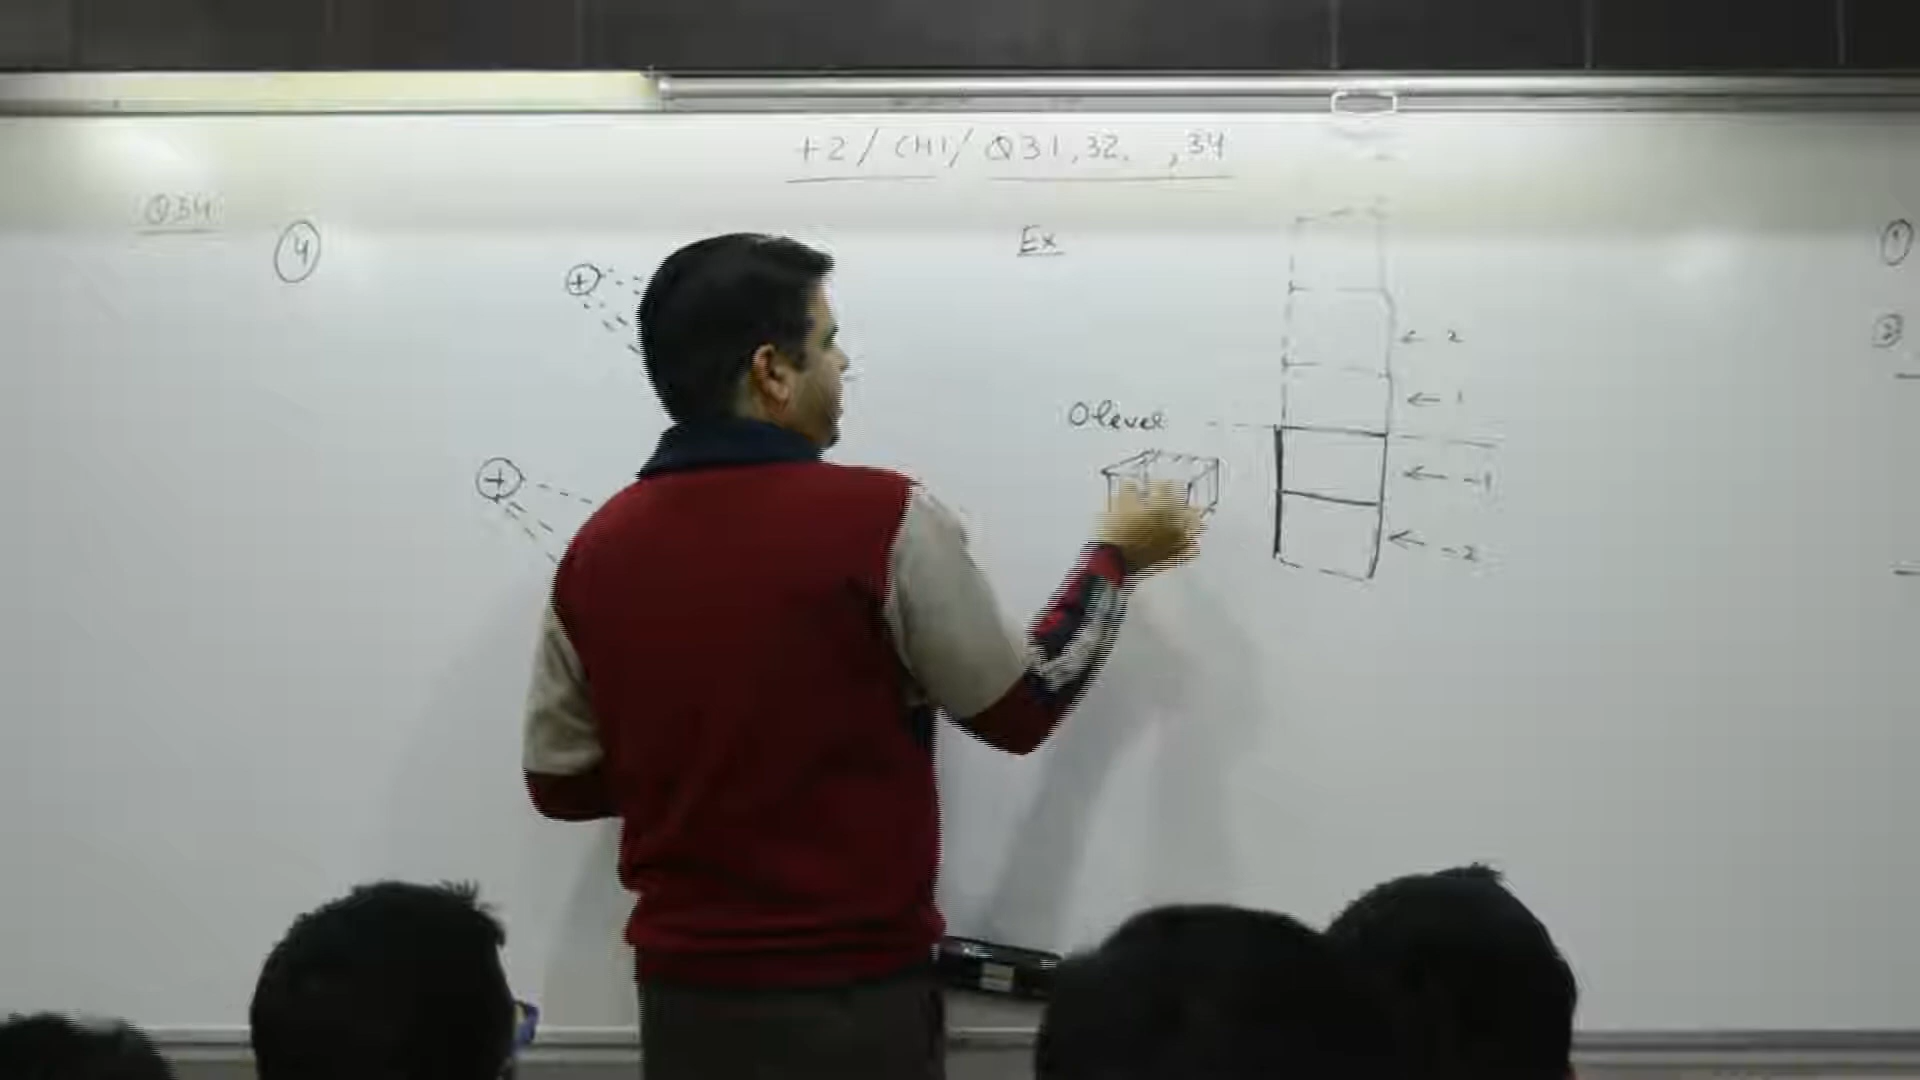 +2 / CH1 / Q31, 32, , 34
Q34
4
+
+
Ex
← 2
← 1
0 level
← -1
← -2
1
2